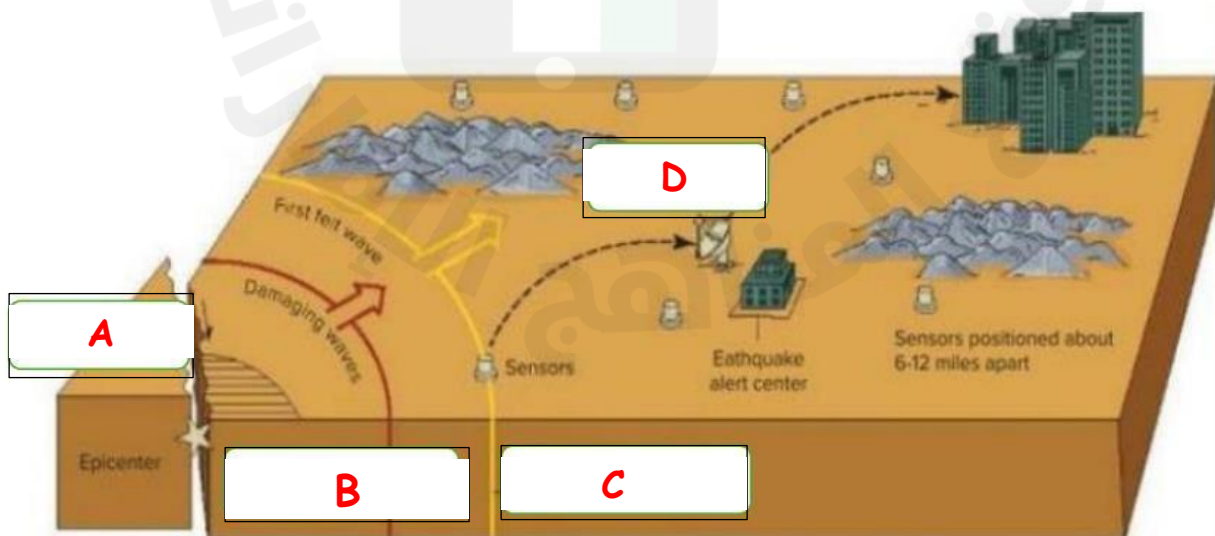 D
First felt wave
Damaging waves
A
Sensors
Eathquake
alert center
Sensors positioned about
6-12 miles apart
Epicenter
B
C